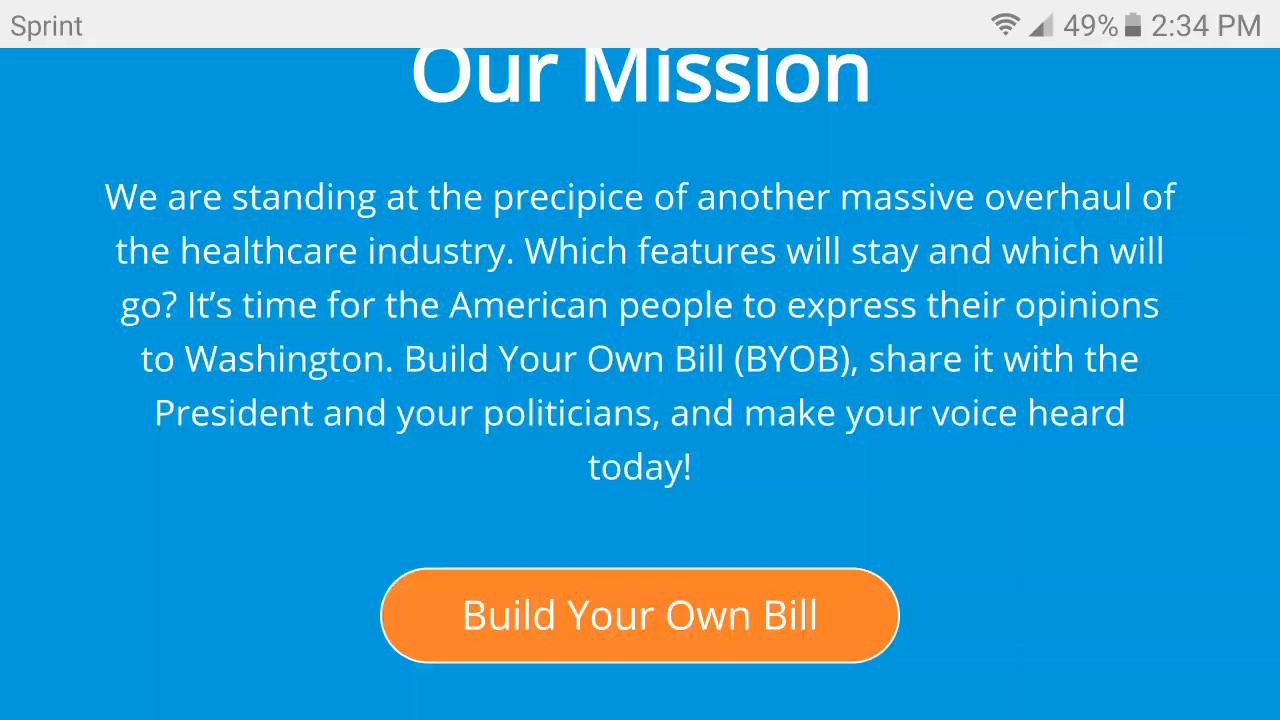 Sprint 49% 2:34 PM
Our Mission
We are standing at the precipice of another massive overhaul of
the healthcare industry. Which features will stay and which will
go? It’s time for the American people to express their opinions
to Washington. Build Your Own Bill (BYOB), share it with the
President and your politicians, and make your voice heard
today!
Build Your Own Bill